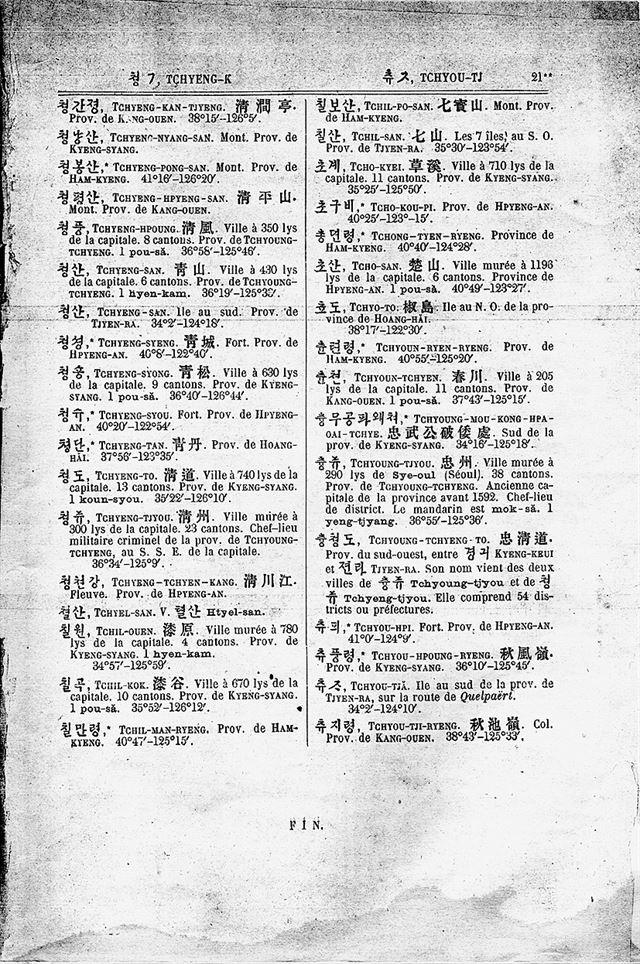 쳥ㄱ, TCHYENG-K
츄ㅈ, TCHYOU-TJ
21**
쳥간졍, TCHYENG-KAN-TJYENG. 淸澗亭.
Prov. de KANG-OUEN. 38°15′-126°5′.
쳥냥산, TCHYENG-NYANG-SAN. Mont. Prov. de
KYENG-SYANG.
쳥봉산,* TCHYENG-PONG-SAN. Mont. Prov. de
HAM-KYENG. 41°16′-126°20′.
쳥평산, TCHYENG-HPYENG-SAN. 淸平山.
Mont. Prov. de KANG-OUEN.
쳥풍, TCHYENG-HPOUNG. 淸風. Ville à 350 lys
de la capitale. 8 cantons. Prov. de TCHYOUNG-
TCHYENG. 1 pou-să. 36°58′-125°46′.
쳥산, TCHYENG-SAN. 靑山. Ville à 430 lys
de la capitale. 6 cantons. Prov. de TCHYOUNG-
TCHYENG. 1 hyen-kam. 36°19′-125°32′.
쳥산, TCHYENG-SAN. Ile au sud. Prov. de
TJYEN-RA. 34°2′-124°18′.
쳥셩,* TCHYENG-SYENG. 靑城. Fort. Prov. de
HPYENG-AN. 40°8′-122°40′.
쳥숑, TCHYENG-SYONG. 靑松. Ville à 630 lys
de la capitale. 9 cantons. Prov. de KYENG-
SYANG. 1 pou-să. 36°40′-126°44′.
쳥슈,* TCHYENG-SYOU. Fort. Prov. de HPYENG-
AN. 40°20′-122°54′.
쳥단,* TCHYENG-TAN. 靑丹. Prov. de HOANG-
HĂI. 37°56′-123°35′.
쳥도, TCHYENG-TO. 淸道. Ville à 740 lys de la
capitale. 13 cantons. Prov. de KYENG-SYANG.
1 koun-syou. 35°22′-126°10′.
쳥쥬, TCHYENG-TJYOU. 淸州. Ville murée à
300 lys de la capitale. 23 cantons. Chef-lieu
militaire criminel de la prov. de TCHYOUNG-
TCHYENG, au S. S. E. de la capitale.
36°34′-125°9′.
쳥쳔강, TCHYENG-TCHYEN-KANG. 淸川江.
Fleuve. Prov. de HPYENG-AN.
쳘산, TCHYEL-SAN. V. 텰산 Htyel-san.
칠원, TCHIL-OUEN. 漆原. Ville murée à 780
lys de la capitale. 4 cantons. Prov. de
KYENG-SYANG. 1 hyen-kam.
34°57′-125°59′.
칠곡, TCHIL-KOK. 漆谷. Ville à 670 lys de la
capitale. 10 cantons. Prov. de KYENG-SYANG.
1 pou-să. 35°52′-126°12′.
칠만령,* TCHIL-MAN-RYENG. Prov. de HAM-
KYENG. 40°47′-125°15′.
칠보산, TCHIL-PO-SAN. 七寶山. Mont. Prov.
de HAM-KYENG.
칠산, TCHIL-SAN. 七山. Les 7 îles, au S. O.
Prov. de TJYEN-RA. 35°30′-123°54′.
초계, TCHO-KYEI. 草溪. Ville à 710 lys de la
capitale. 11 cantons. Prov. de KYENG-SYANG.
35°25′-125°50′.
초구비,* TCHO-KOU-PI. Prov. de HPYENG-AN.
40°25′-123°-15′.
총뎐령,* TCHONG-TYEN-RYENG. Province de
HAM-KYENG. 40°40′-124°28′.
초산, TCHO-SAN. 楚山. Ville murée à 1196
lys de la capitale. 6 cantons. Province de
HPYENG-AN. 1 pou-să. 40°49′-123°27′.
쵸도, TCHYO-TO. 椒島. Ile au N. O. de la pro-
vince de HOANG-HĂI.
38°17′-122°30′.
츈련령,* TCHYOUN-RYEN-RYENG. Prov. de
HAM-KYENG. 40°55′-125°20′.
츈쳔, TCHYOUN-TCHYEN. 春川. Ville à 205
lys de la capitale. 11 cantons. Prov. de
KANG-OUEN. 1 pou-să. 37°43′-125°15′.
츙무공파왜쳐,* TCHYOUNG-MOU-KONG-HPA-
OAI-TCHYE. 忠武公破倭處. Sud de la
prov. de KYENG-SYANG. 34°16′-125°18′.
츙쥬, TCHYOUNG-TJYOU. 忠州. Ville murée à
290 lys de Sye-oul (Séoul). 38 cantons.
Prov. de TCHYOUNG-TCHYENG. Ancienne ca-
pitale de la province avant 1592. Chef-lieu
de district. Le mandarin est mok-să. 1
yeng-tjyang. 36°55′-125°36′.
츙쳥도, TCHYOUNG-TCHYENG-TO. 忠淸道.
Prov. du sud-ouest, entre 경긔 KYENG-KEUI
et 젼라 TJYEN-RA. Son nom vient des deux
villes de 츙쥬 Tchyoung-tjyou et de 쳥
쥬 Tchyeng-tjyou. Elle comprend 54 dis-
tricts ou préfectures.
츄픠,* TCHYOU-HPI. Fort. Prov. de HPYENG-AN.
41°0′-124°9′.
츄풍령,* TCHYOU-HPOUNG-RYENG. 秋風嶺.
Prov. de KYENG-SYANG. 36°10′-125°45′.
츄ᄌᆞ, TCHYOU-TJĂ. Ile au sud de la prov. de
TJYEN-RA, sur la route de Quelpaërt.
34°2′-124°10′.
츄지령, TCHYOU-TJI-RYENG. 秋池嶺. Col.
Prov. de KANG-OUEN. 38°43′-125°33′.
FIN.